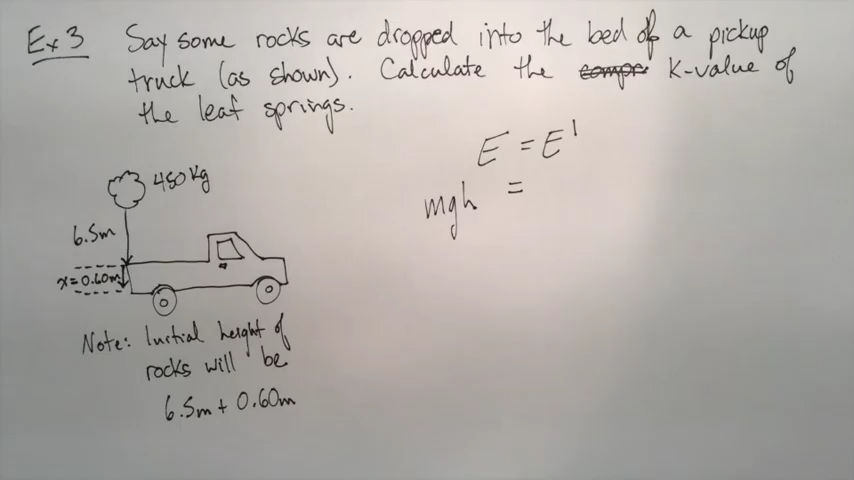 Ex 3 Say some rocks are dropped into the bed of a pickup
truck (as shown). Calculate the compr K-value of
the leaf springs.
E = E'
mgh =
450 kg
6.5m
x=0.60m
Note: Initial height of
rocks will be
6.5m + 0.60m